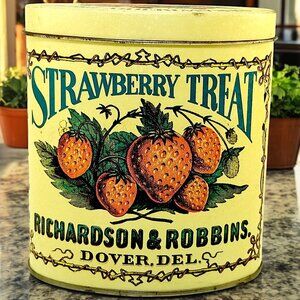 STRAWBERRY TREAT
RICHARDSON & ROBBINS.
DOVER. DEL.